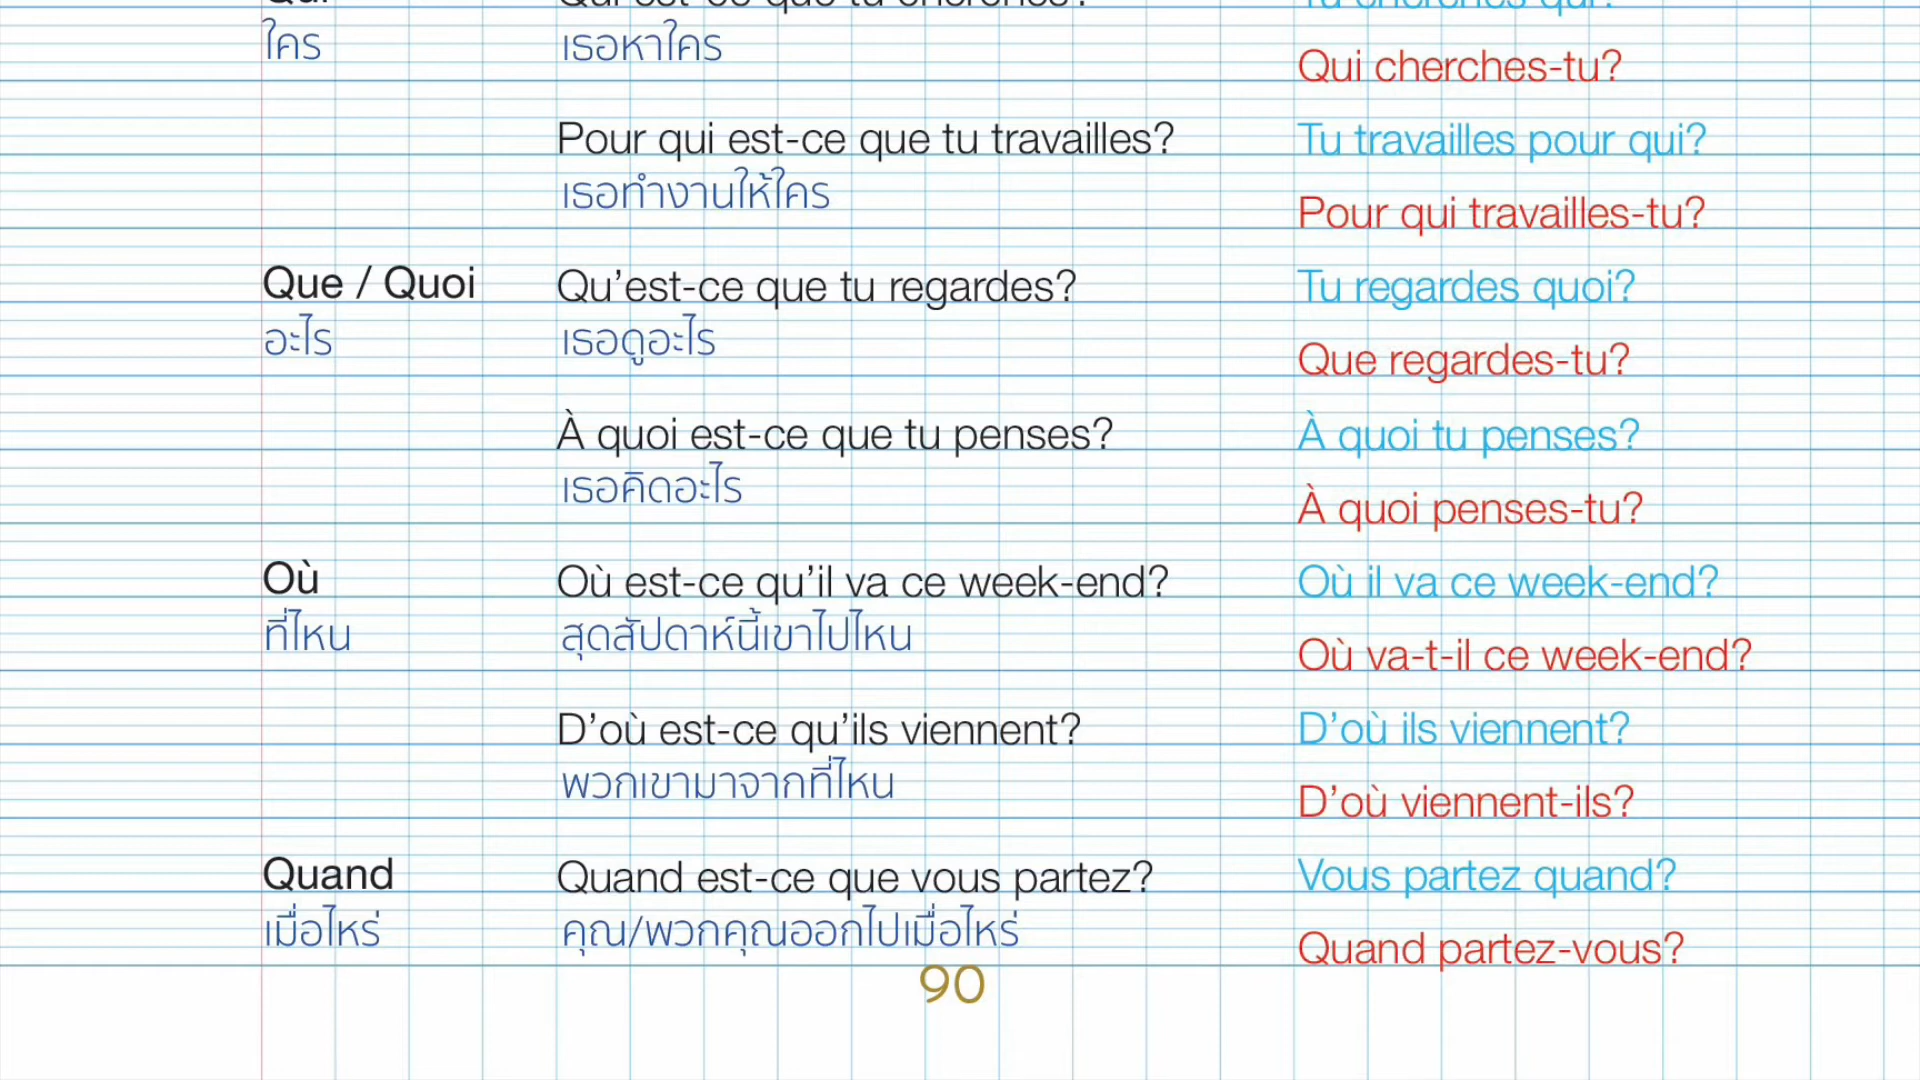 Qui Qui est-ce que tu cherches? Tu cherches qui?
ใคร เธอหาใคร
Qui cherches-tu?
Pour qui est-ce que tu travailles? Tu travailles pour qui?
เธอทำงานให้ใคร
Pour qui travailles-tu?
Que / Quoi Qu’est-ce que tu regardes? Tu regardes quoi?
อะไร เธอดูอะไร
Que regardes-tu?
À quoi est-ce que tu penses? À quoi tu penses?
เธอคิดอะไร
À quoi penses-tu?
Où Où est-ce qu’il va ce week-end? Où il va ce week-end?
ที่ไหน สุดสัปดาห์นี้เขาไปไหน
Où va-t-il ce week-end?
D’où est-ce qu’ils viennent? D’où ils viennent?
พวกเขามาจากที่ไหน
D’où viennent-ils?
Quand Quand est-ce que vous partez? Vous partez quand?
เมื่อไหร่ คุณ/พวกคุณออกไปเมื่อไหร่
Quand partez-vous?
90